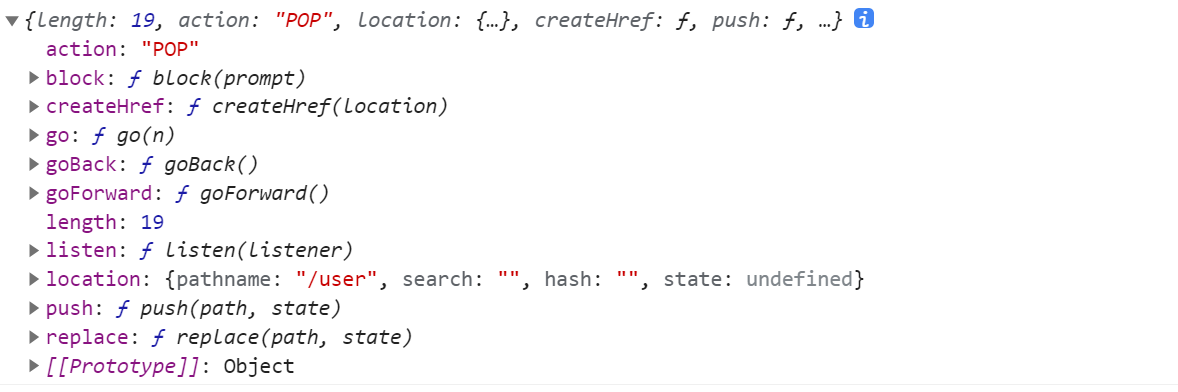 {length: 19, action: "POP", location: {…}, createHref: ƒ, push: ƒ, …} i
action: "POP"
block: ƒ block(prompt)
createHref: ƒ createHref(location)
go: ƒ go(n)
goBack: ƒ goBack()
goForward: ƒ goForward()
length: 19
listen: ƒ listen(listener)
location: {pathname: "/user", search: "", hash: "", state: undefined}
push: ƒ push(path, state)
replace: ƒ replace(path, state)
[[Prototype]]: Object